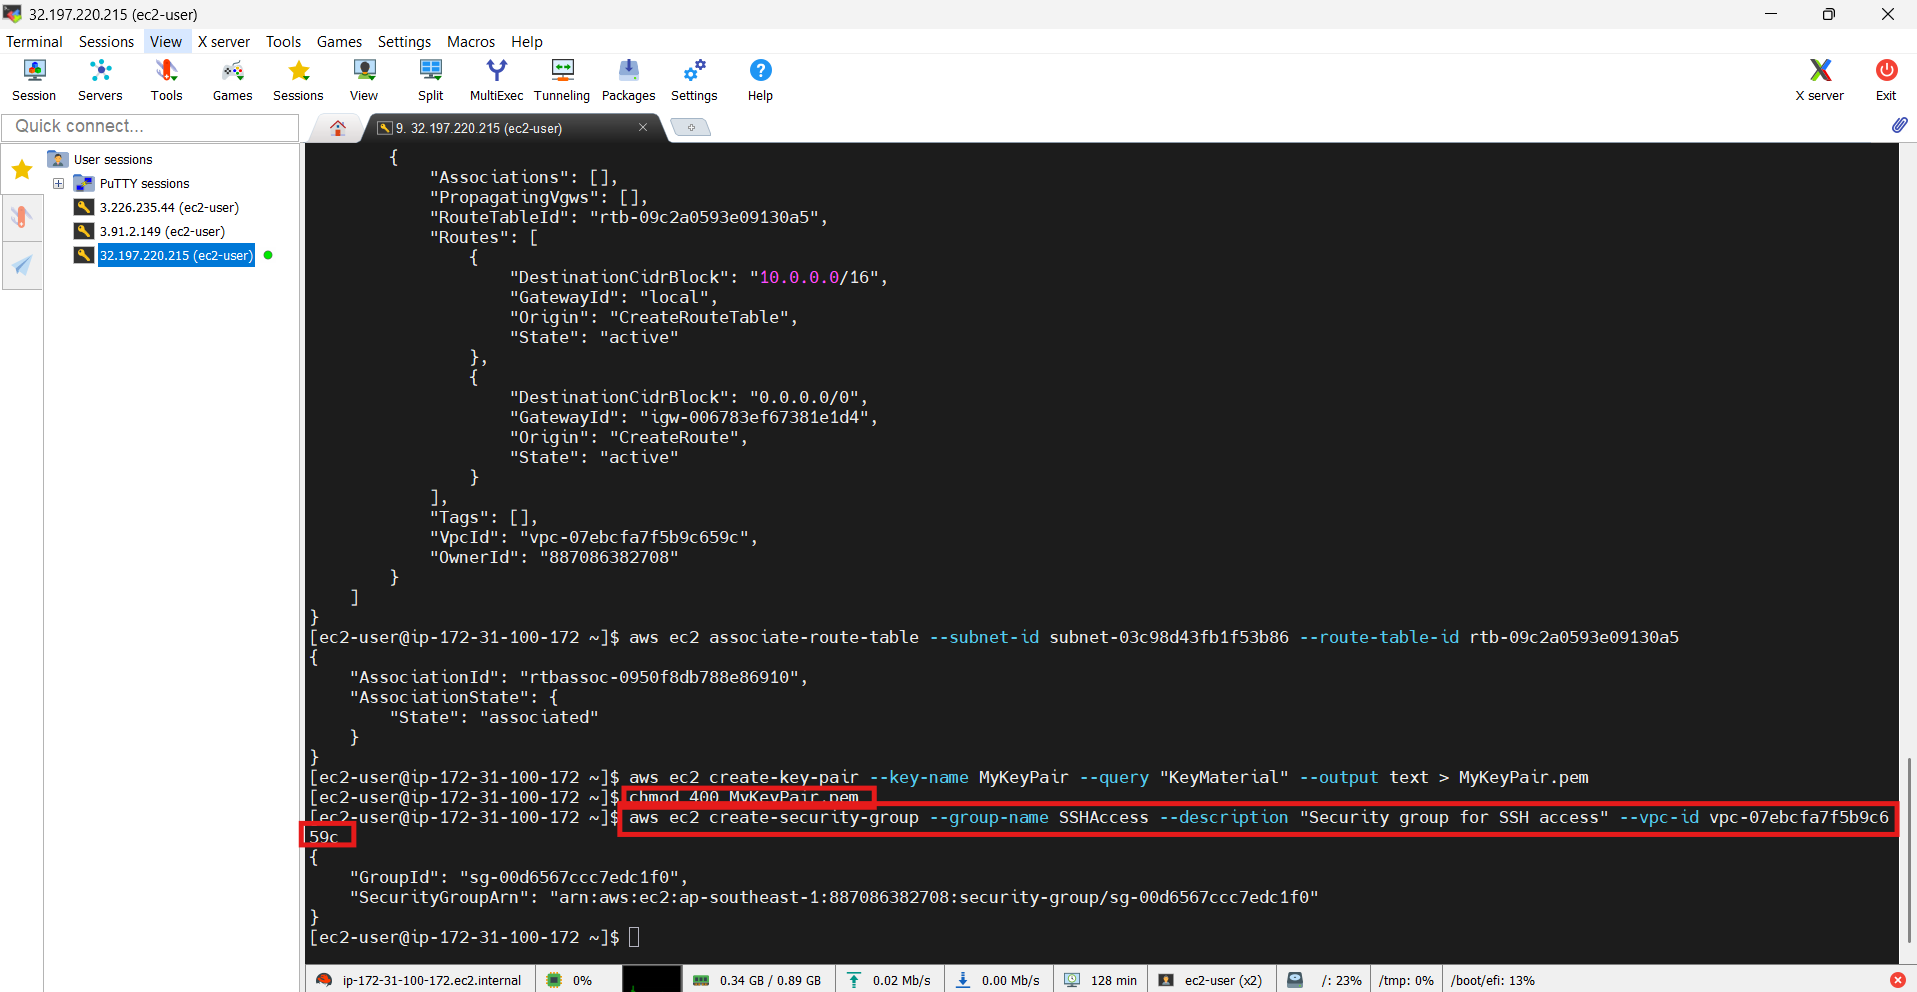 32.197.220.215 (ec2-user)
Terminal Sessions View X server Tools Games Settings Macros Help
Session Servers Tools Games Sessions View Split MultiExec Tunneling Packages Settings Help X server Exit
Quick connect...
9. 32.197.220.215 (ec2-user)
User sessions
PuTTY sessions
3.226.235.44 (ec2-user)
3.91.2.149 (ec2-user)
32.197.220.215 (ec2-user)
{
"Associations": [],
"PropagatingVgws": [],
"RouteTableId": "rtb-09c2a0593e09130a5",
"Routes": [
{
"DestinationCidrBlock": "10.0.0.0/16",
"GatewayId": "local",
"Origin": "CreateRouteTable",
"State": "active"
},
{
"DestinationCidrBlock": "0.0.0.0/0",
"GatewayId": "igw-006783ef67381e1d4",
"Origin": "CreateRoute",
"State": "active"
}
],
"Tags": [],
"VpcId": "vpc-07ebcfa7f5b9c659c",
"OwnerId": "887086382708"
}
]
}
[ec2-user@ip-172-31-100-172 ~]$ aws ec2 associate-route-table --subnet-id subnet-03c98d43fb1f53b86 --route-table-id rtb-09c2a0593e09130a5
{
"AssociationId": "rtbassoc-0950f8db788e86910",
"AssociationState": {
"State": "associated"
}
}
[ec2-user@ip-172-31-100-172 ~]$ aws ec2 create-key-pair --key-name MyKeyPair --query "KeyMaterial" --output text > MyKeyPair.pem
[ec2-user@ip-172-31-100-172 ~]$ chmod 400 MyKeyPair.pem
[ec2-user@ip-172-31-100-172 ~]$ aws ec2 create-security-group --group-name SSHAccess --description "Security group for SSH access" --vpc-id vpc-07ebcfa7f5b9c6
59c
{
"GroupId": "sg-00d6567ccc7edc1f0",
"SecurityGroupArn": "arn:aws:ec2:ap-southeast-1:887086382708:security-group/sg-00d6567ccc7edc1f0"
}
[ec2-user@ip-172-31-100-172 ~]$
ip-172-31-100-172.ec2.internal 0% 0.34 GB / 0.89 GB 0.02 Mb/s 0.00 Mb/s 128 min ec2-user (x2) /: 23% /tmp: 0% /boot/efi: 13%